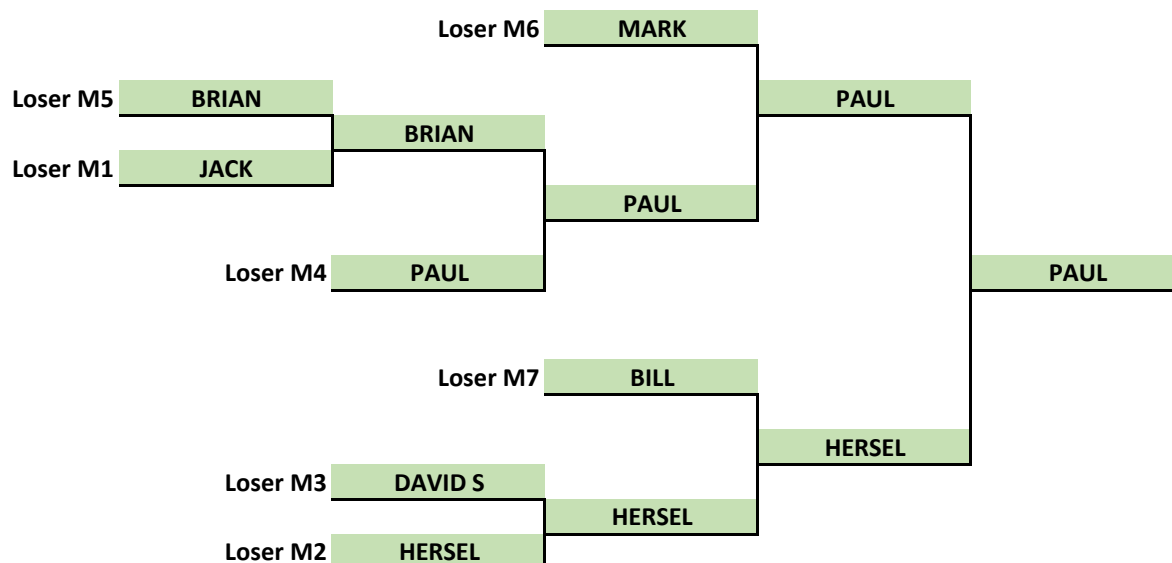 Loser M6 MARK
Loser M5 BRIAN PAUL
BRIAN
Loser M1 JACK
PAUL
Loser M4 PAUL PAUL
Loser M7 BILL
HERSEL
Loser M3 DAVID S
HERSEL
Loser M2 HERSEL